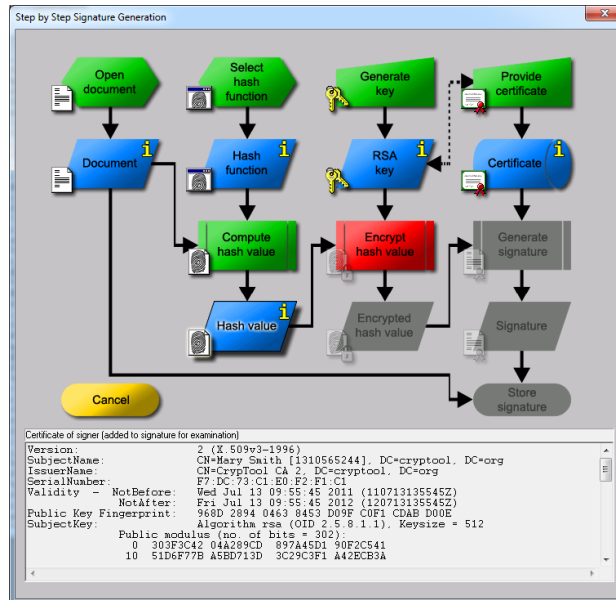 Step by Step Signature Generation
Open
document
Select
hash
function
Generate
key
Provide
certificate
Document
i
Hash
function
i
RSA
key
i
Certificate
i
Compute
hash value
Encrypt
hash value
Generate
signature
Hash value
i
Encrypted
hash value
Signature
Cancel
Store
signature
Certificate of signer (added to signature for examination)
Version: 2 (X.509v3-1996)
SubjectName: CN=Mary Smith [1310565244], DC=cryptool, DC=org
IssuerName: CN=CrypTool CA 2, DC=cryptool, DC=org
SerialNumber: F7:DC:73:C1:E0:F2:F1:C1
Validity - NotBefore: Wed Jul 13 09:55:45 2011 (110713135545Z)
NotAfter: Fri Jul 13 09:55:45 2012 (120713135545Z)
Public Key Fingerprint: 968D 2894 0463 8453 D09F C0F1 CDAB D00E
SubjectKey: Algorithm rsa (OID 2.5.8.1.1), Keysize = 512
Public modulus (no. of bits = 302):
0 303F3C42 04A289CD 897A45D1 90F2C541
10 51D6F77B A5BD713D 3C29C3F1 A42ECB3A